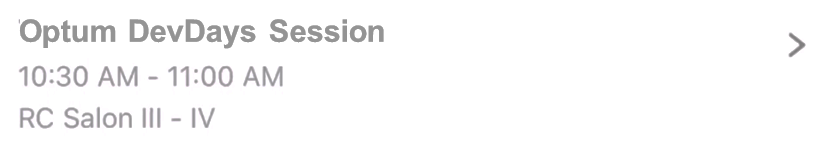 Optum DevDays Session
10:30 AM - 11:00 AM
RC Salon III - IV